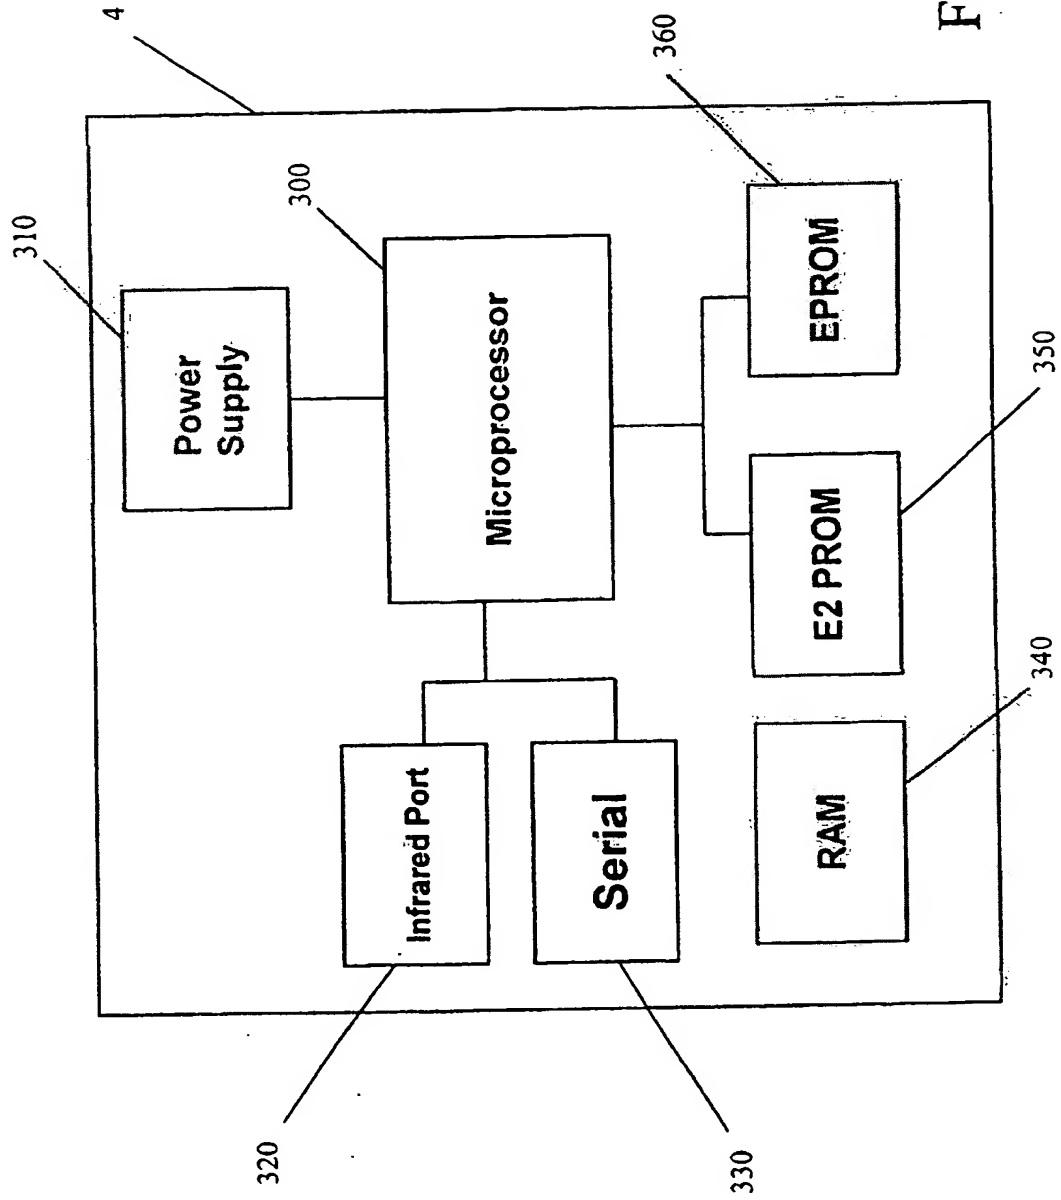 310
4
Power
Supply
320
300
Infrared Port
Microprocessor
Serial
360
330
RAM
E2 PROM
EPROM
F
340
350